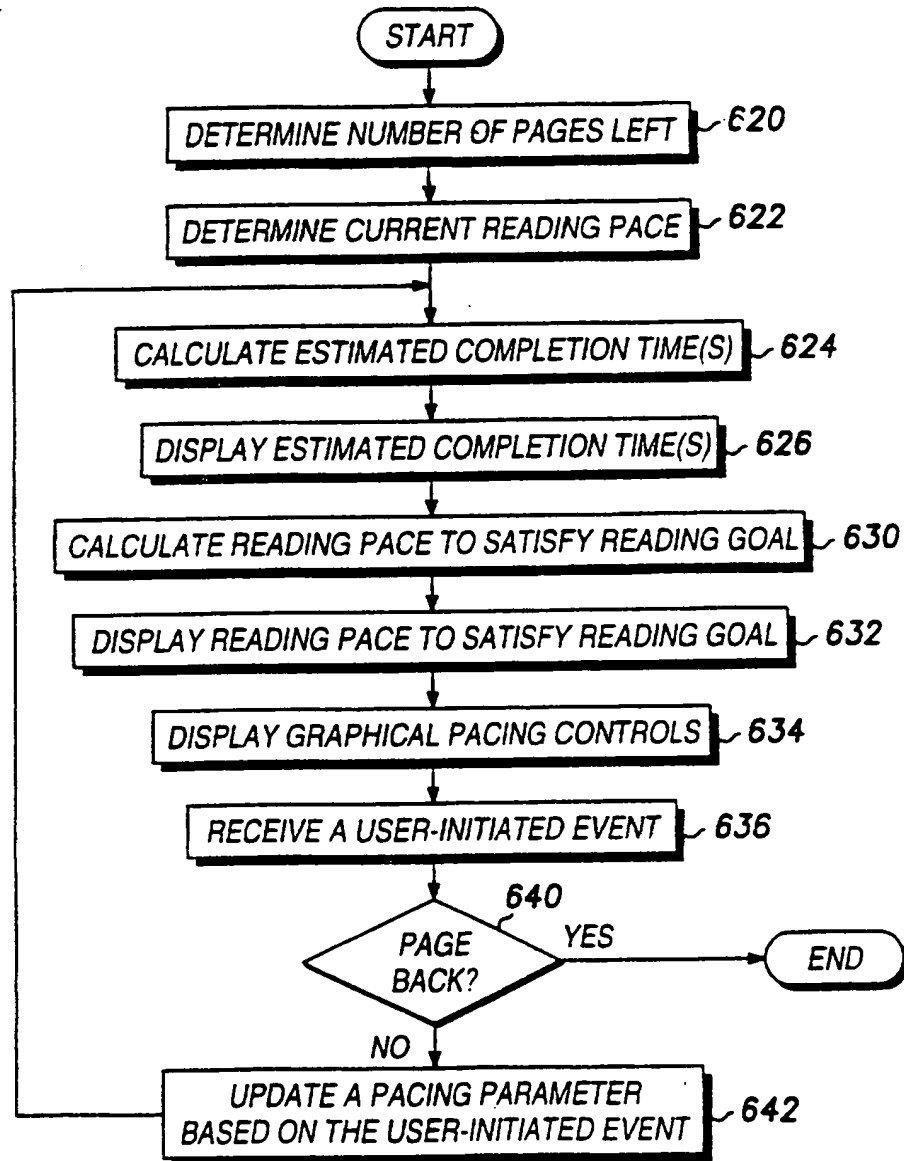 START
DETERMINE NUMBER OF PAGES LEFT 620
DETERMINE CURRENT READING PACE 622
CALCULATE ESTIMATED COMPLETION TIME(S) 624
DISPLAY ESTIMATED COMPLETION TIME(S) 626
CALCULATE READING PACE TO SATISFY READING GOAL 630
DISPLAY READING PACE TO SATISFY READING GOAL 632
DISPLAY GRAPHICAL PACING CONTROLS 634
RECEIVE A USER-INITIATED EVENT 636
640
PAGE
BACK?
YES
END
NO
UPDATE A PACING PARAMETER
BASED ON THE USER-INITIATED EVENT 642